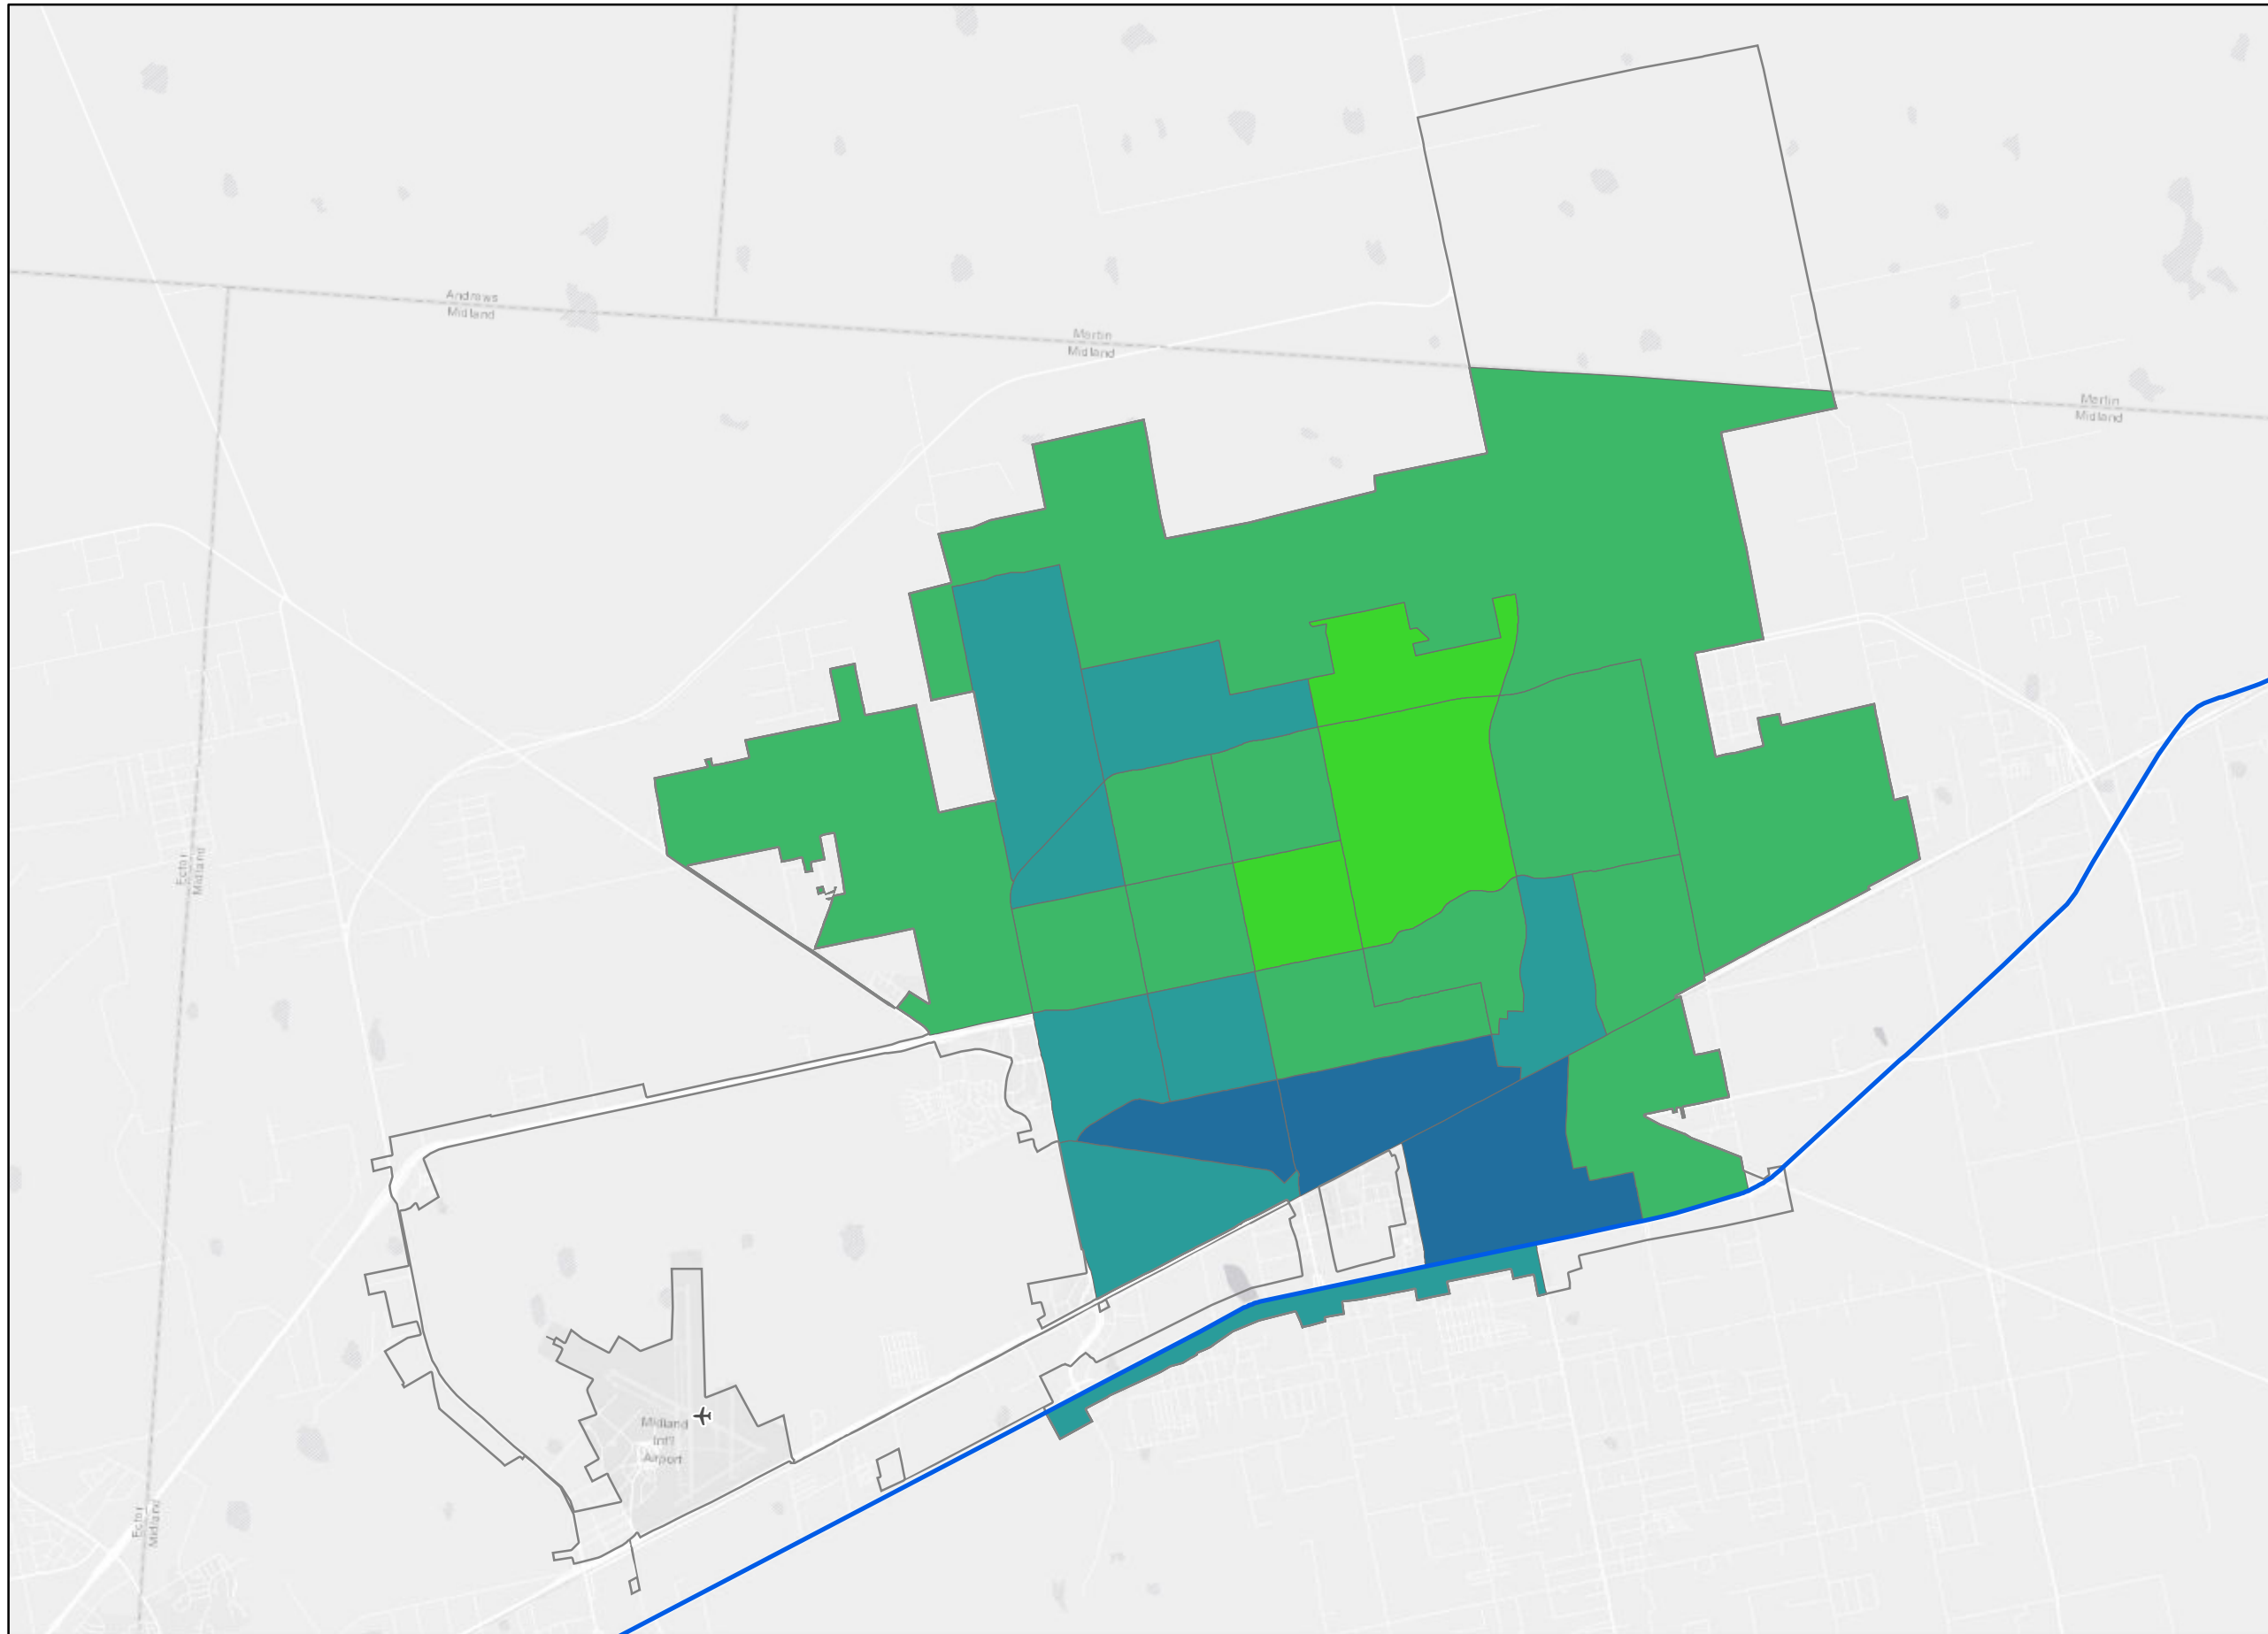 Andrews
Midland
Martin
Midland
Martin
Midland
Ector
Midland
Midland
Int'l
Airport
Ector
Midland